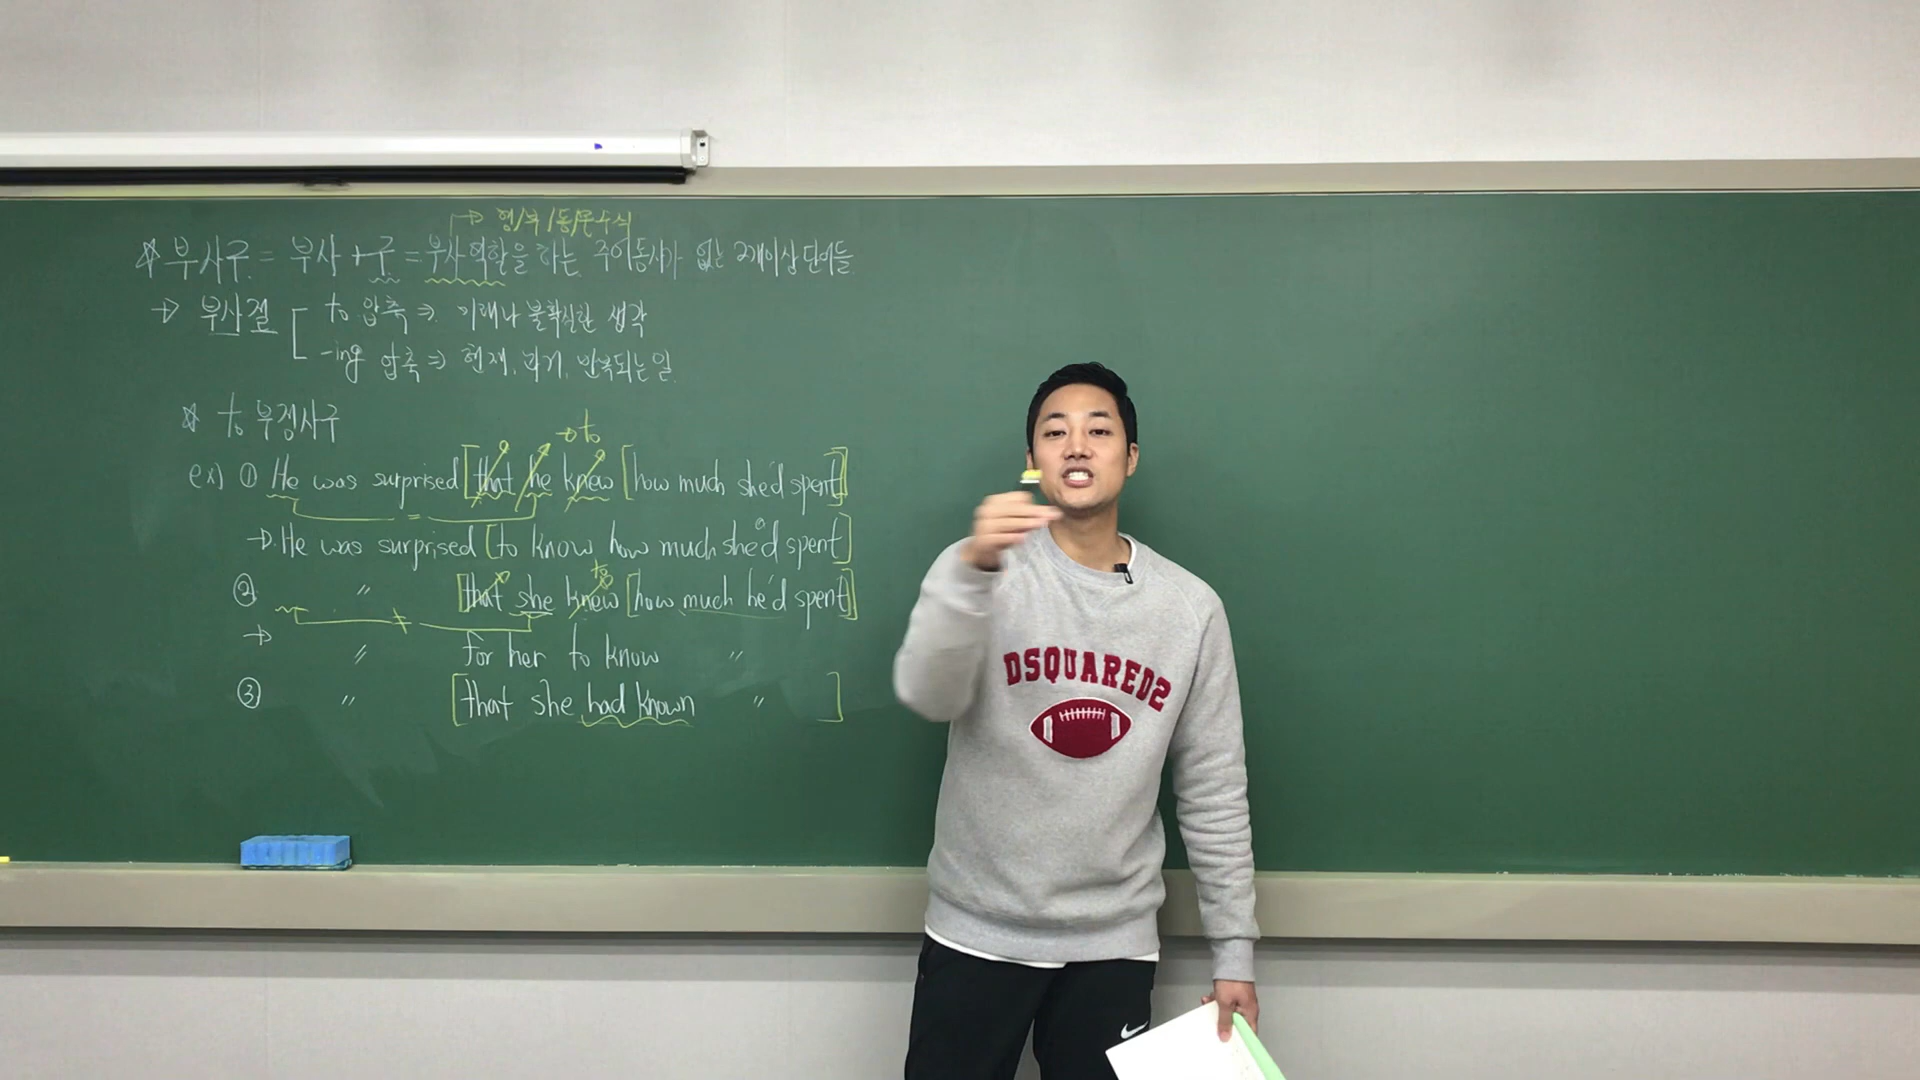 → 형/부/동/문수식
☆ 부사구 = 부사+구 = 부사역할을 하는 주어동사가 없는 2개이상 단어들
→ 부사절 [ to 압축 ⇒ 미래나 불확실한 생각
-ing 압축 ⇒ 현재, 과거, 반복되는 일
☆ to 부정사구
→to
ex) ① He was surprised [that he knew [how much she'd spent]]
=
→ He was surprised [to know how much she'd spent]
to
② 〃 [that she knew [how much he'd spent]]
≠
→ 〃 for her to know 〃
③ 〃 [that she had known 〃 ]
DSQUARED2